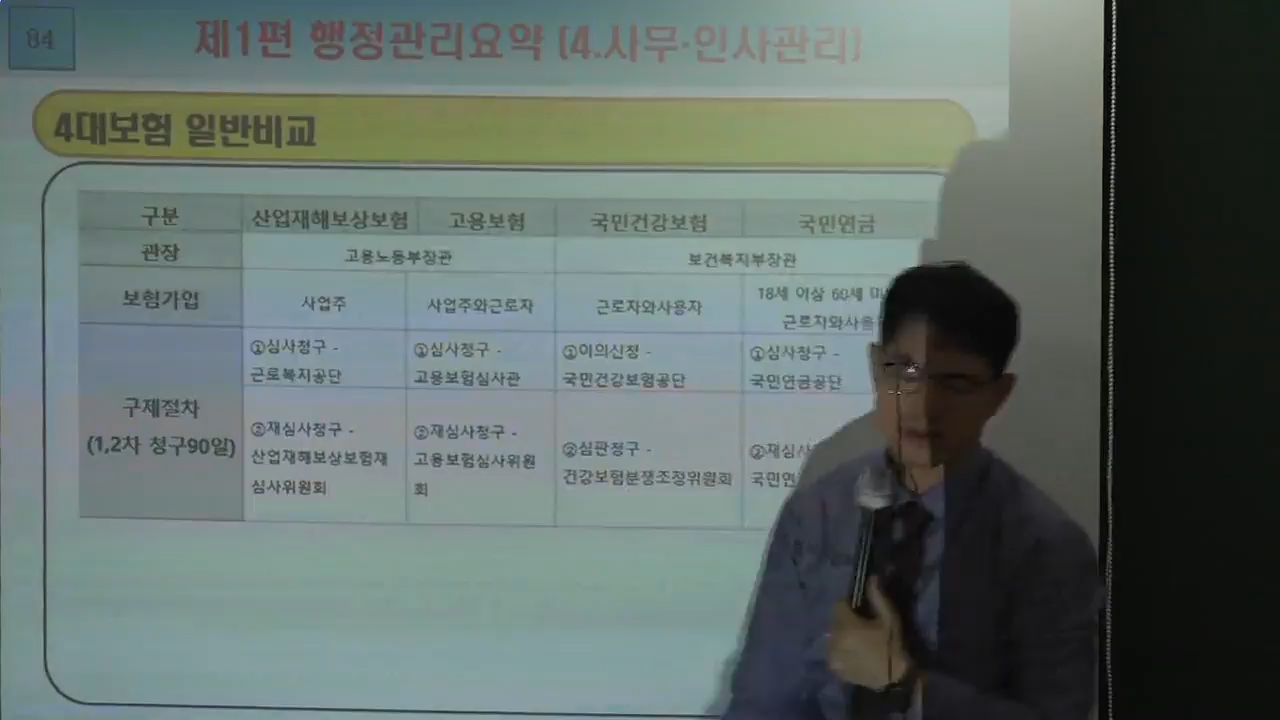 84
제1편 행정관리요약 (4.사무·인사관리)
4대보험 일반비교
구분 산업재해보상보험 고용보험 국민건강보험 국민연금
관장 고용노동부장관 보건복지부장관
보험가입 사업주 사업주와근로자 근로자와사용자
18세 이상 60세
근로자와사용
구제절차
(1,2차 청구90일)
①심사청구 -
근로복지공단
①심사청구 -
고용보험심사관
①이의신청 -
국민건강보험공단
①심사청구 -
국민연금공단
②재심사청구 -
산업재해보상보험재
심사위원회
②재심사청구 -
고용보험심사위원
회
②심판청구 -
건강보험분쟁조정위원회
②재심사
국민연